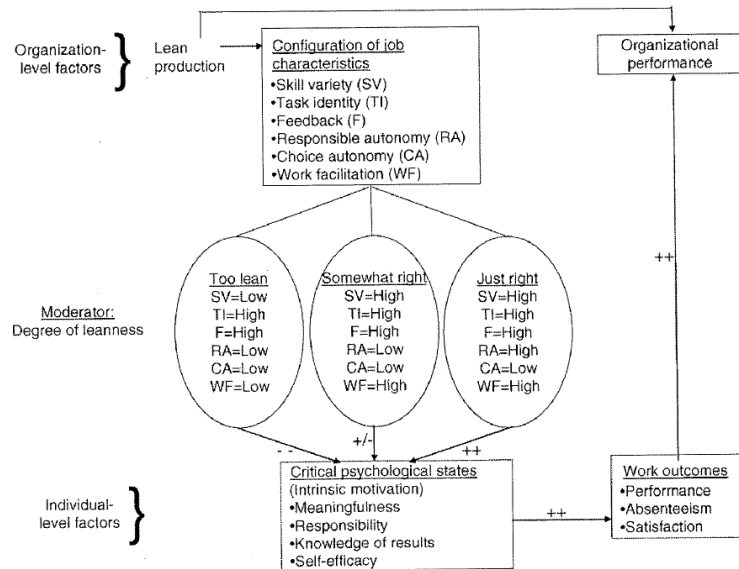 Organization-
level factors
Lean
production
Configuration of job
characteristics
•Skill variety (SV)
•Task identity (TI)
•Feedback (F)
•Responsible autonomy (RA)
•Choice autonomy (CA)
•Work facilitation (WF)
Organizational
performance
Moderator:
Degree of leanness
Too lean
SV=Low
TI=High
F=High
RA=Low
CA=Low
WF=Low
Somewhat right
SV=High
TI=High
F=High
RA=Low
CA=Low
WF=High
Just right
SV=High
TI=High
F=High
RA=High
CA=Low
WF=High
++
- -
+/-
++
Individual-
level factors
Critical psychological states
(Intrinsic motivation)
•Meaningfulness
•Responsibility
•Knowledge of results
•Self-efficacy
++
Work outcomes
•Performance
•Absenteeism
•Satisfaction